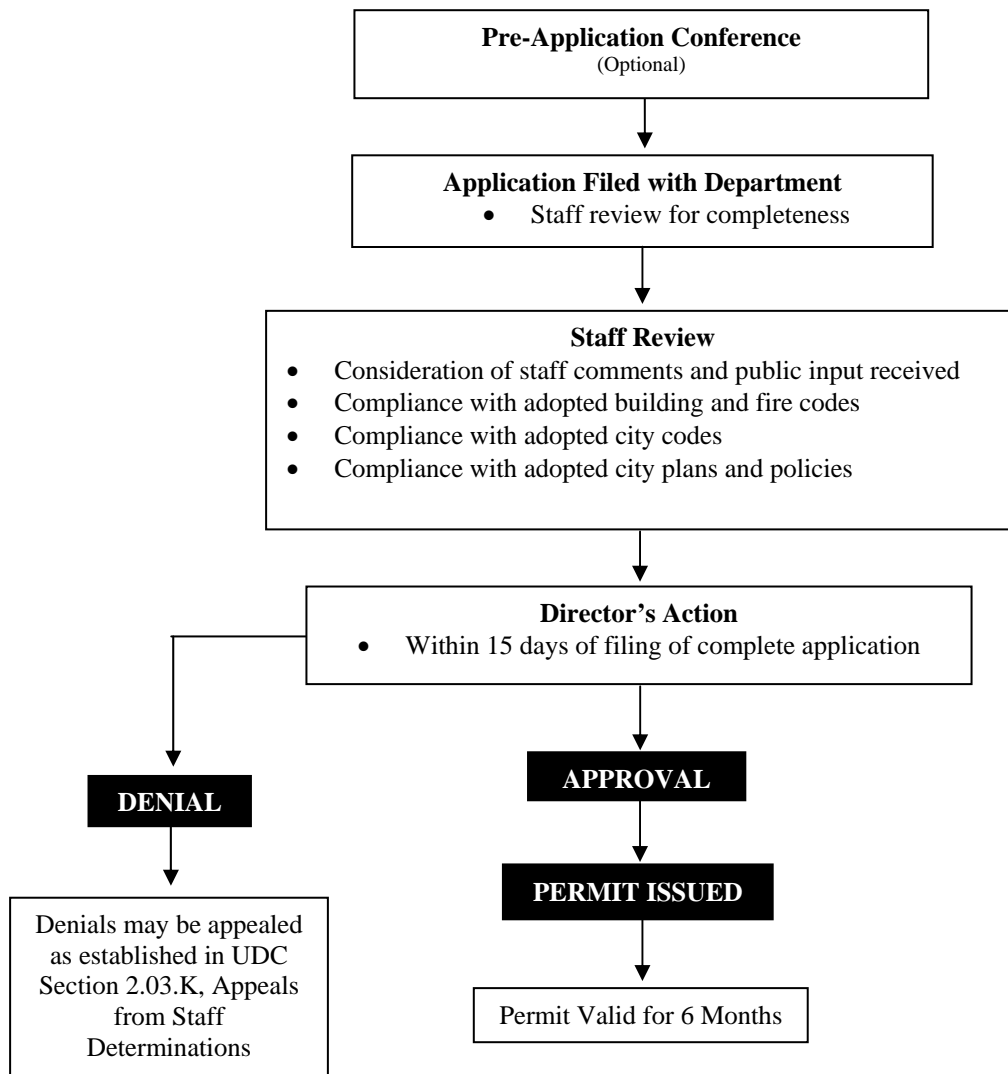 Pre-Application Conference
(Optional)
Application Filed with Department
• Staff review for completeness
Staff Review
• Consideration of staff comments and public input received
• Compliance with adopted building and fire codes
• Compliance with adopted city codes
• Compliance with adopted city plans and policies
Director’s Action
• Within 15 days of filing of complete application
DENIAL
Denials may be appealed
as established in UDC
Section 2.03.K, Appeals
from Staff
Determinations
APPROVAL
PERMIT ISSUED
Permit Valid for 6 Months